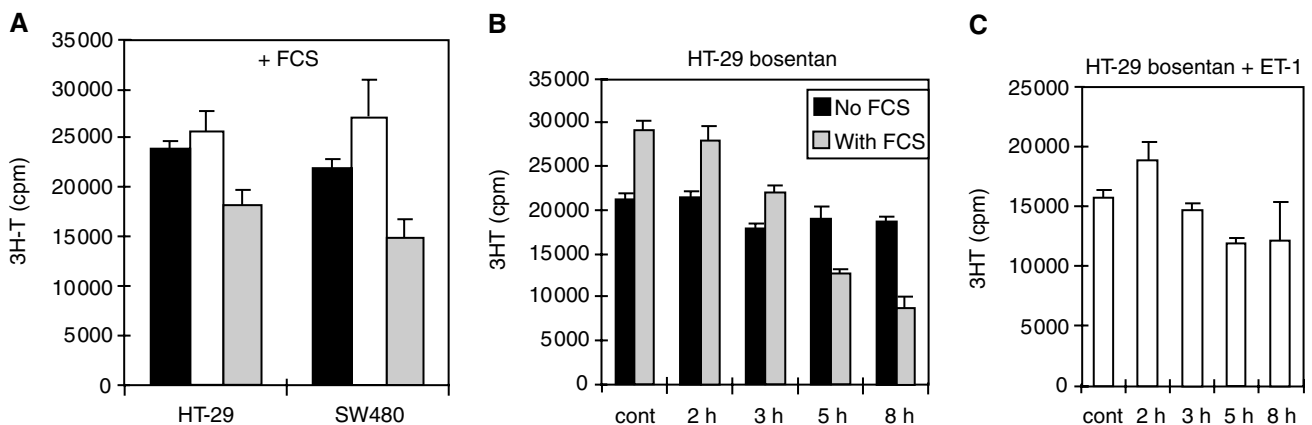 A
35000
30000
25000
20000
15000
10000
5000
0
3H-T (cpm)
+ FCS
HT-29
SW480
B
HT-29 bosentan
35000
30000
25000
20000
15000
10000
5000
0
3HT (cpm)
No FCS
With FCS
cont 2 h 3 h 5 h 8 h
C
HT-29 bosentan + ET-1
25000
20000
15000
10000
5000
0
3HT (cpm)
cont 2 h 3 h 5 h 8 h